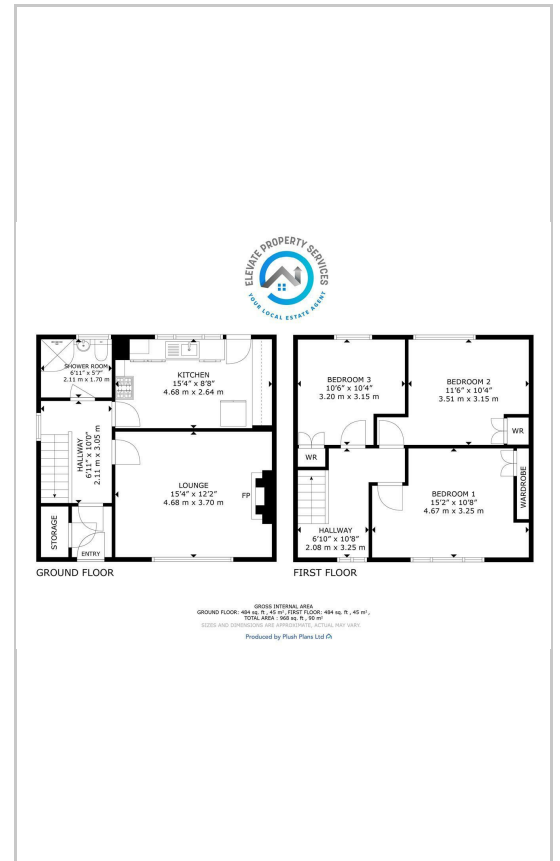 ELEVATE PROPERTY SERVICES
YOUR LOCAL ESTATE AGENT
SHOWER ROOM
6'11" x 5'7"
2.11 m x 1.70 m
KITCHEN
15'4" x 8'8"
4.68 m x 2.64 m
HALLWAY
6'11" x 10'0"
2.11 m x 3.05 m
LOUNGE
15'4" x 12'2"
4.68 m x 3.70 m
FP
STORAGE
ENTRY
GROUND FLOOR
BEDROOM 3
10'6" x 10'4"
3.20 m x 3.15 m
BEDROOM 2
11'6" x 10'4"
3.51 m x 3.15 m
WR
WR
BEDROOM 1
15'2" x 10'8"
4.67 m x 3.25 m
WARDROBE
HALLWAY
6'10" x 10'8"
2.08 m x 3.25 m
FIRST FLOOR
GROSS INTERNAL AREA
GROUND FLOOR: 484 sq. ft , 45 m², FIRST FLOOR: 484 sq. ft , 45 m² ,
TOTAL AREA : 968 sq. ft , 90 m²
SIZES AND DIMENSIONS ARE APPROXIMATE, ACTUAL MAY VARY
Produced by Plush Plans Ltd